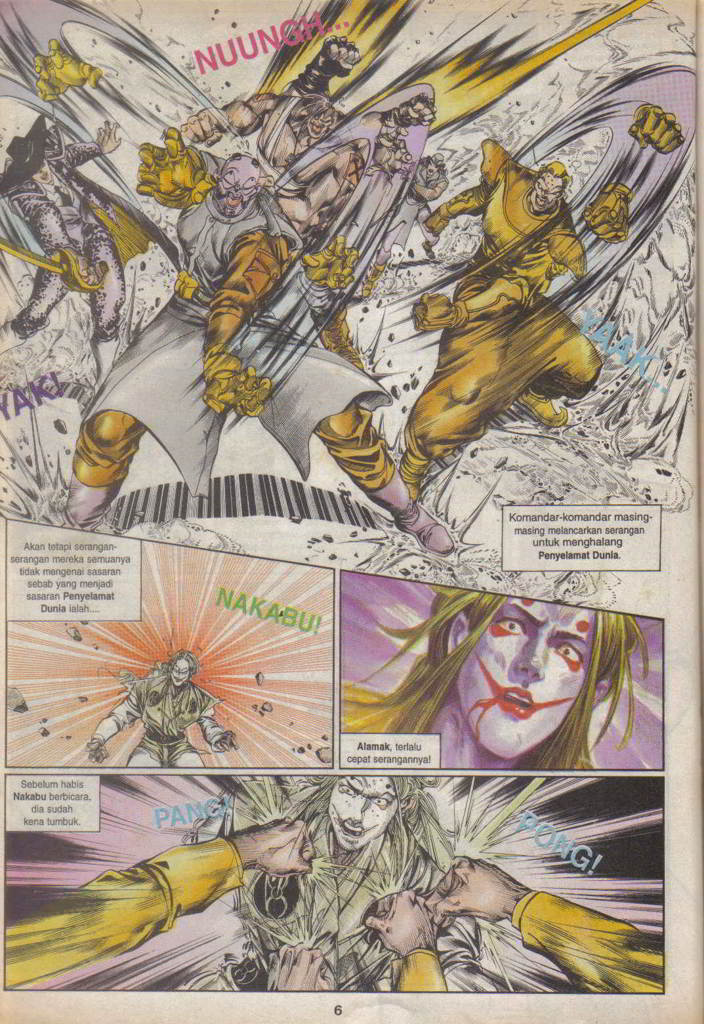 NUUNGH...
YAAK...
YAK!
Komandar-komandar masing-
masing melancarkan serangan
untuk menghalang
Penyelamat Dunia.
Akan tetapi serangan-
serangan mereka semuanya
tidak mengenai sasaran
sebab yang menjadi
sasaran Penyelamat
Dunia ialah....
NAKABU!
Alamak, terlalu
cepat serangannya!
Sebelum habis
Nakabu berbicara,
dia sudah
kena tumbuk.
PANG!
PONG!
6